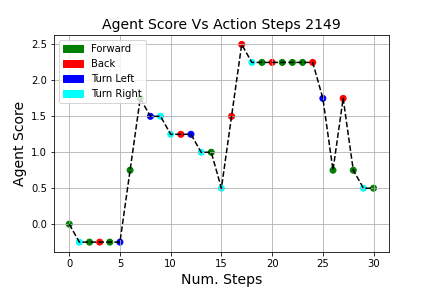 Agent Score Vs Action Steps 2149
Agent Score
2.5
2.0
1.5
1.0
0.5
0.0
Forward
Back
Turn Left
Turn Right
0 5 10 15 20 25 30
Num. Steps